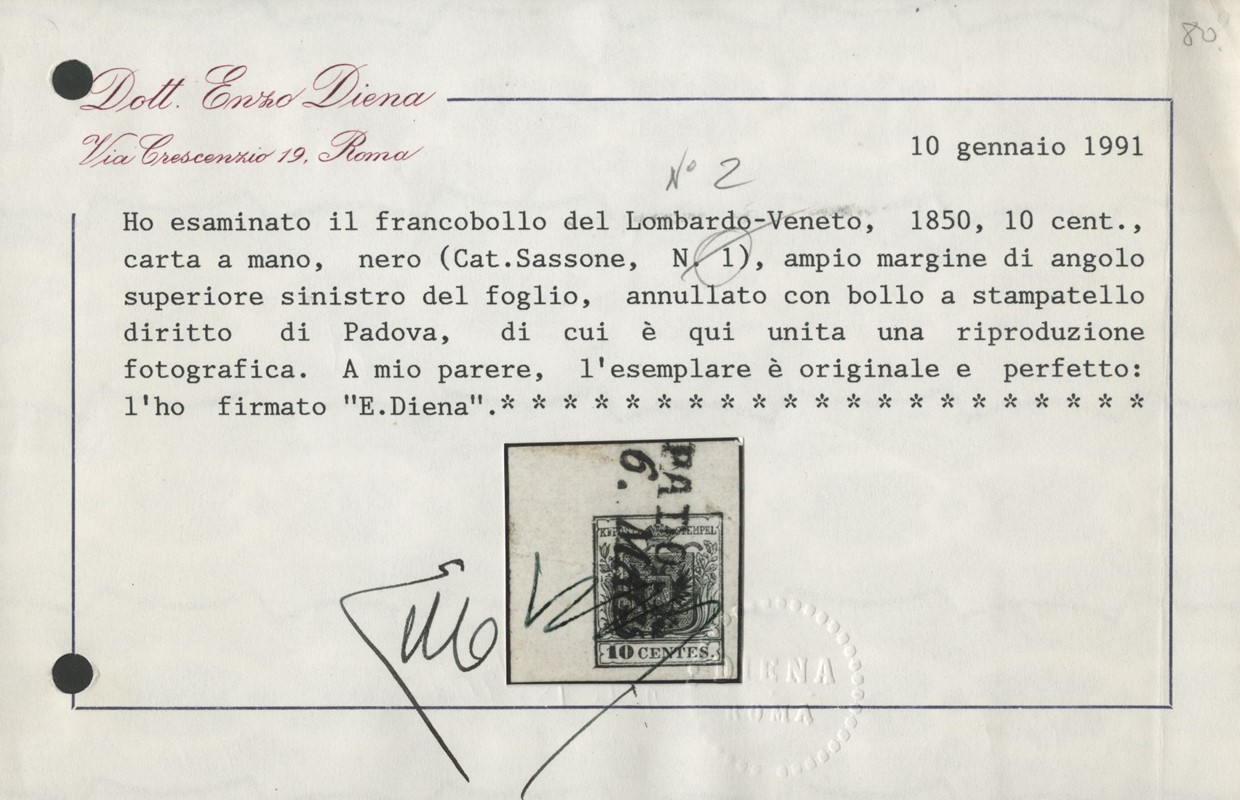 80
Dott. Enzo Diena
Via Crescenzio 19, Roma
10 gennaio 1991
N° 2
Ho esaminato il francobollo del Lombardo-Veneto, 1850, 10 cent.,
carta a mano, nero (Cat.Sassone, N 1), ampio margine di angolo
superiore sinistro del foglio, annullato con bollo a stampatello
diritto di Padova, di cui è qui unita una riproduzione
fotografica. A mio parere, l'esemplare è originale e perfetto:
l'ho firmato "E.Diena".* * * * * * * * * * * * * * * * * * * * *
6.
10 CENTES.
DIENA
ROMA